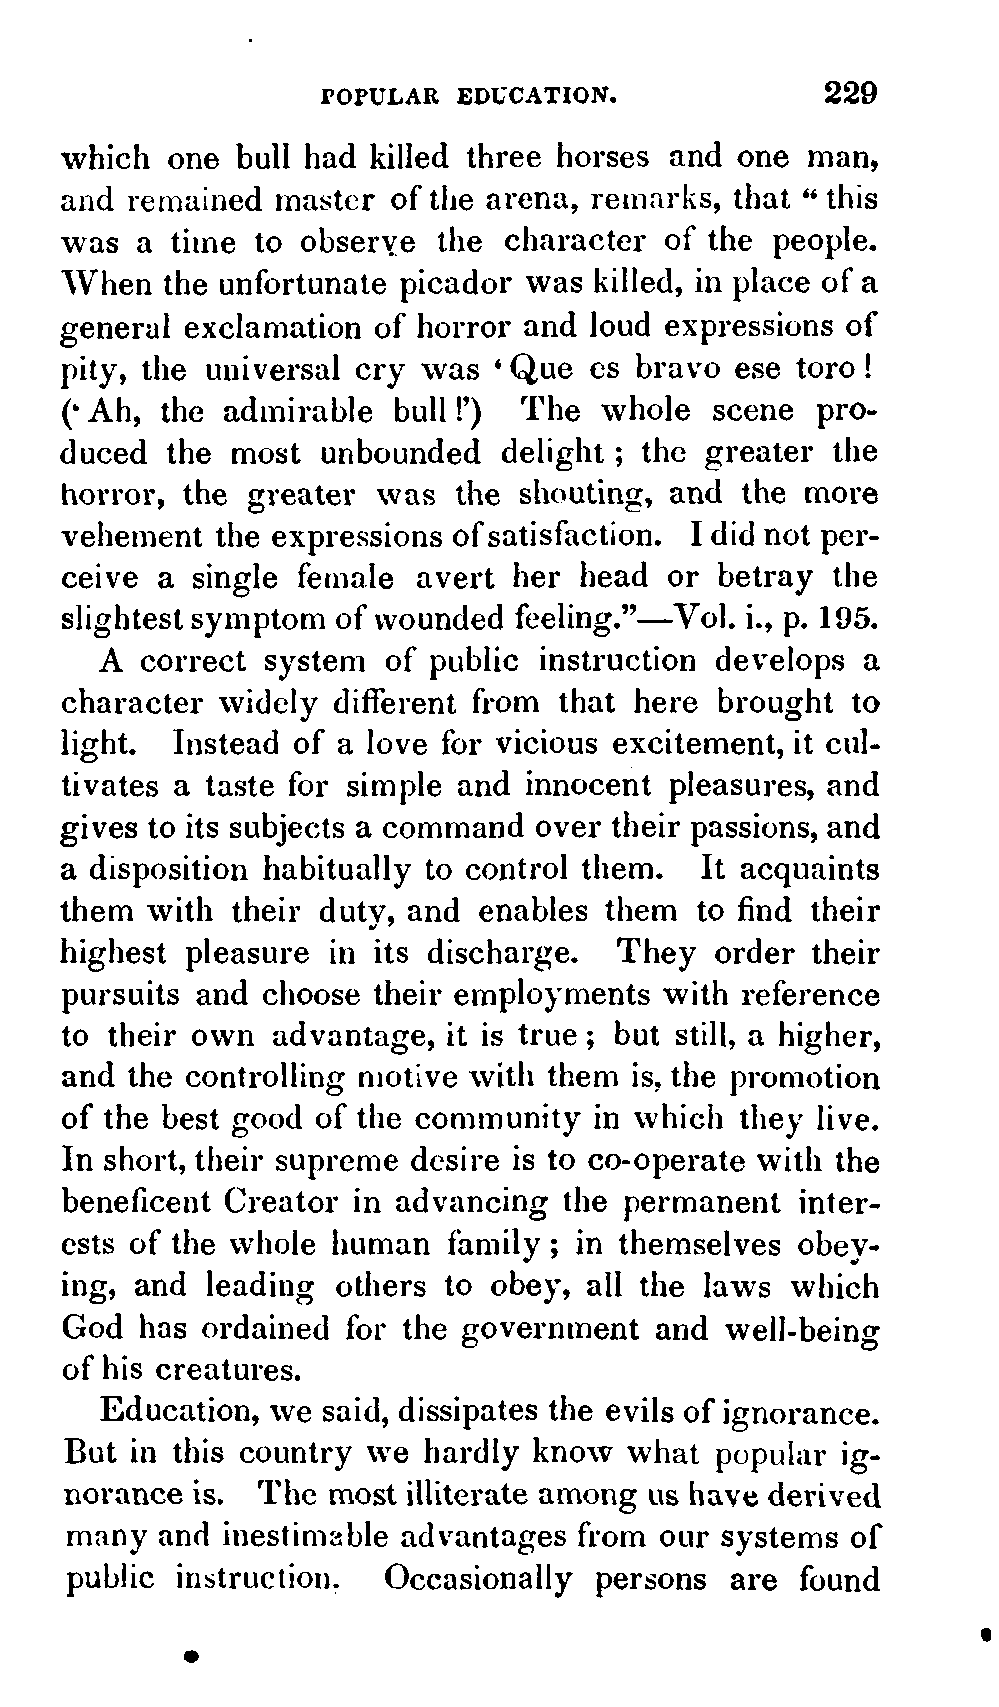 POPULAR EDUCATION. 229
which one bull had killed three horses and one man,
and remained master of the arena, remarks, that “ this
was a time to observe the character of the people.
When the unfortunate picador was killed, in place of a
general exclamation of horror and loud expressions of
pity, the universal cry was ‘ Que es bravo ese toro !
(‘ Ah, the admirable bull !’) The whole scene pro-
duced the most unbounded delight ; the greater the
horror, the greater was the shouting, and the more
vehement the expressions of satisfaction. I did not per-
ceive a single female avert her head or betray the
slightest symptom of wounded feeling.”—Vol. i., p. 195.
A correct system of public instruction develops a
character widely different from that here brought to
light. Instead of a love for vicious excitement, it cul-
tivates a taste for simple and innocent pleasures, and
gives to its subjects a command over their passions, and
a disposition habitually to control them. It acquaints
them with their duty, and enables them to find their
highest pleasure in its discharge. They order their
pursuits and choose their employments with reference
to their own advantage, it is true ; but still, a higher,
and the controlling motive with them is, the promotion
of the best good of the community in which they live.
In short, their supreme desire is to co-operate with the
beneficent Creator in advancing the permanent inter-
ests of the whole human family ; in themselves obey-
ing, and leading others to obey, all the laws which
God has ordained for the government and well-being
of his creatures.
Education, we said, dissipates the evils of ignorance.
But in this country we hardly know what popular ig-
norance is. The most illiterate among us have derived
many and inestimable advantages from our systems of
public instruction. Occasionally persons are found